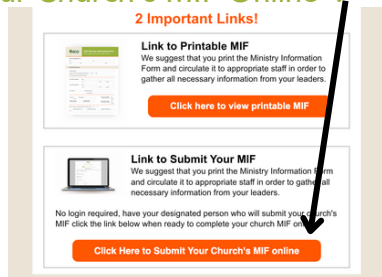 Church's MIF Online
2 Important Links!
Link to Printable MIF
We suggest that you print the Ministry Information
Form and circulate it to appropriate staff in order to
gather all necessary information from your leaders.
Click here to view printable MIF
Link to Submit Your MIF
We suggest that you print the Ministry Information Form
and circulate it to appropriate staff in order to gather all
necessary information from your leaders.
No login required, have your designated person who will submit your church's
MIF click the link below when ready to complete your church MIF
Click Here to Submit Your Church's MIF online